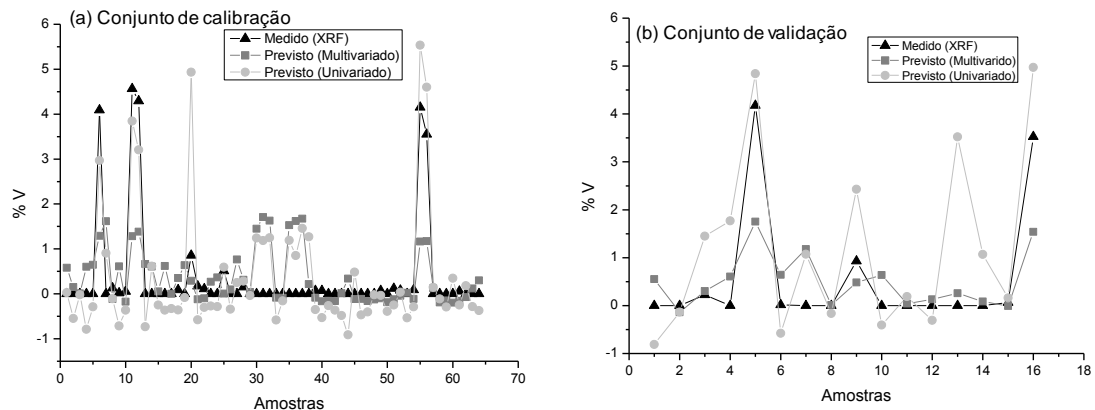 (a) Conjunto de calibração
Medido (XRF)
Previsto (Multivariado)
Previsto (Univariado)
% V
6
5
4
3
2
1
0
-1
0 10 20 30 40 50 60 70
Amostras
(b) Conjunto de validação
Medido (XRF)
Previsto (Multivarido)
Previsto (Univariado)
% V
6
5
4
3
2
1
0
-1
0 2 4 6 8 10 12 14 16 18
Amostras